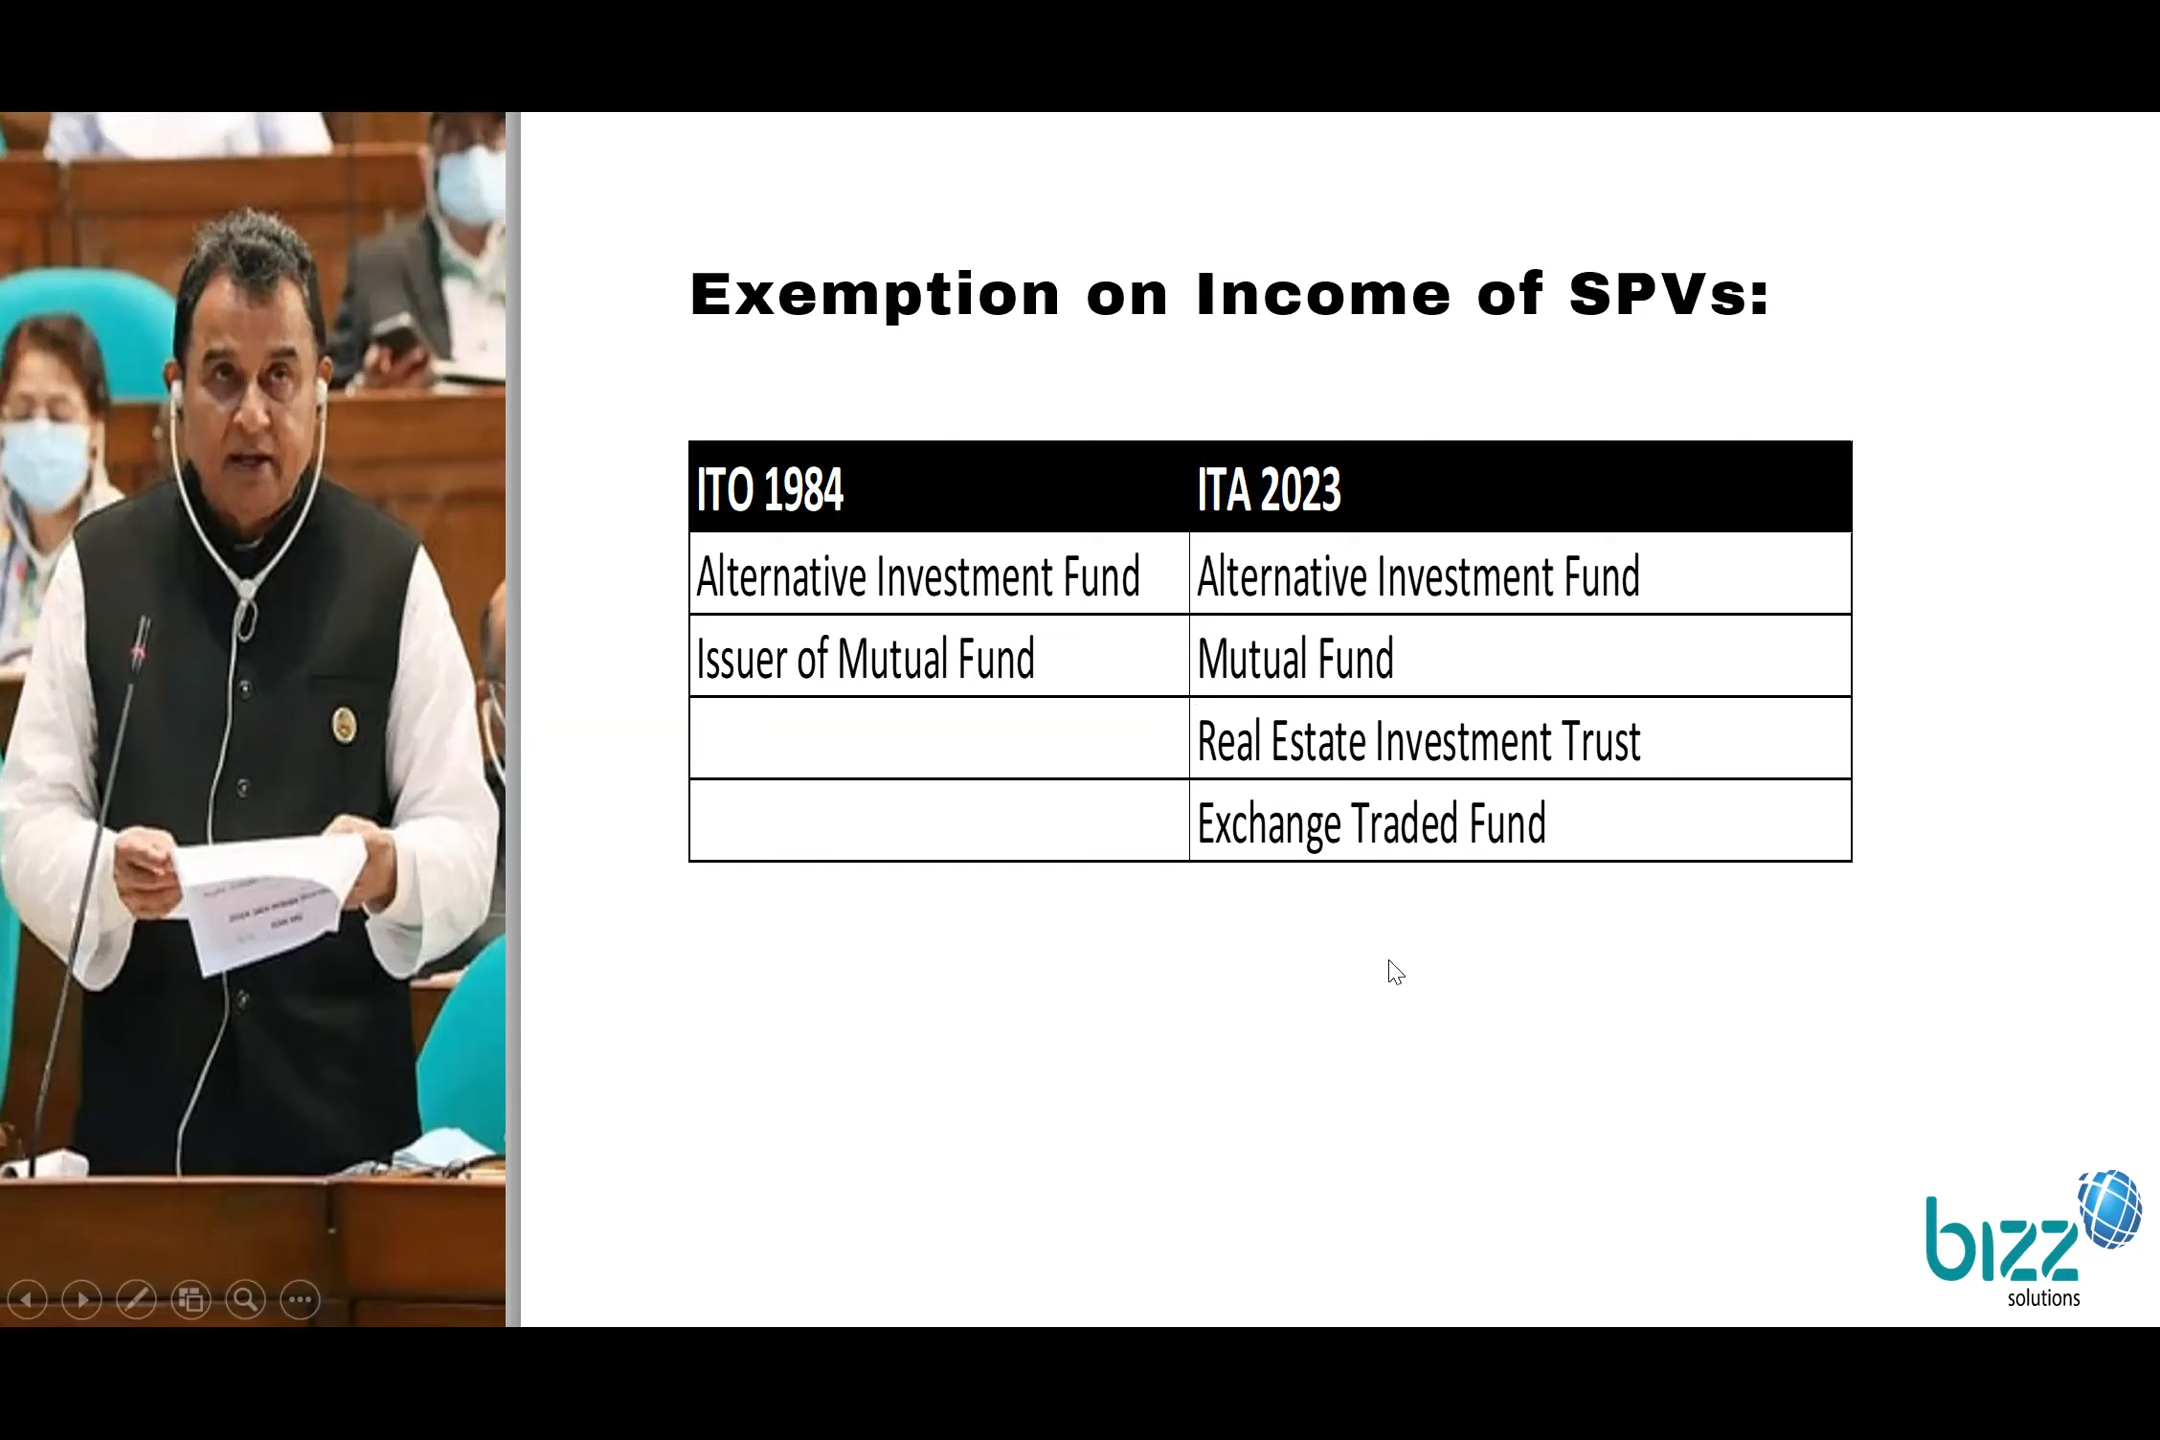 Exemption on Income of SPVs:
ITO 1984 ITA 2023
Alternative Investment Fund Alternative Investment Fund
Issuer of Mutual Fund Mutual Fund
Real Estate Investment Trust
Exchange Traded Fund
bizz
solutions